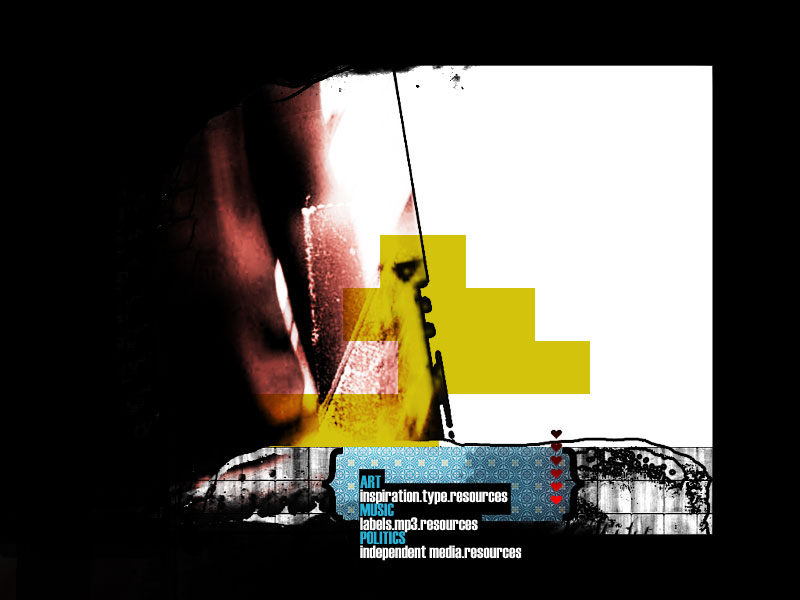 ART
inspiration.type.resources
MUSIC
labels.mp3.resources
POLITICS
independent media.resources